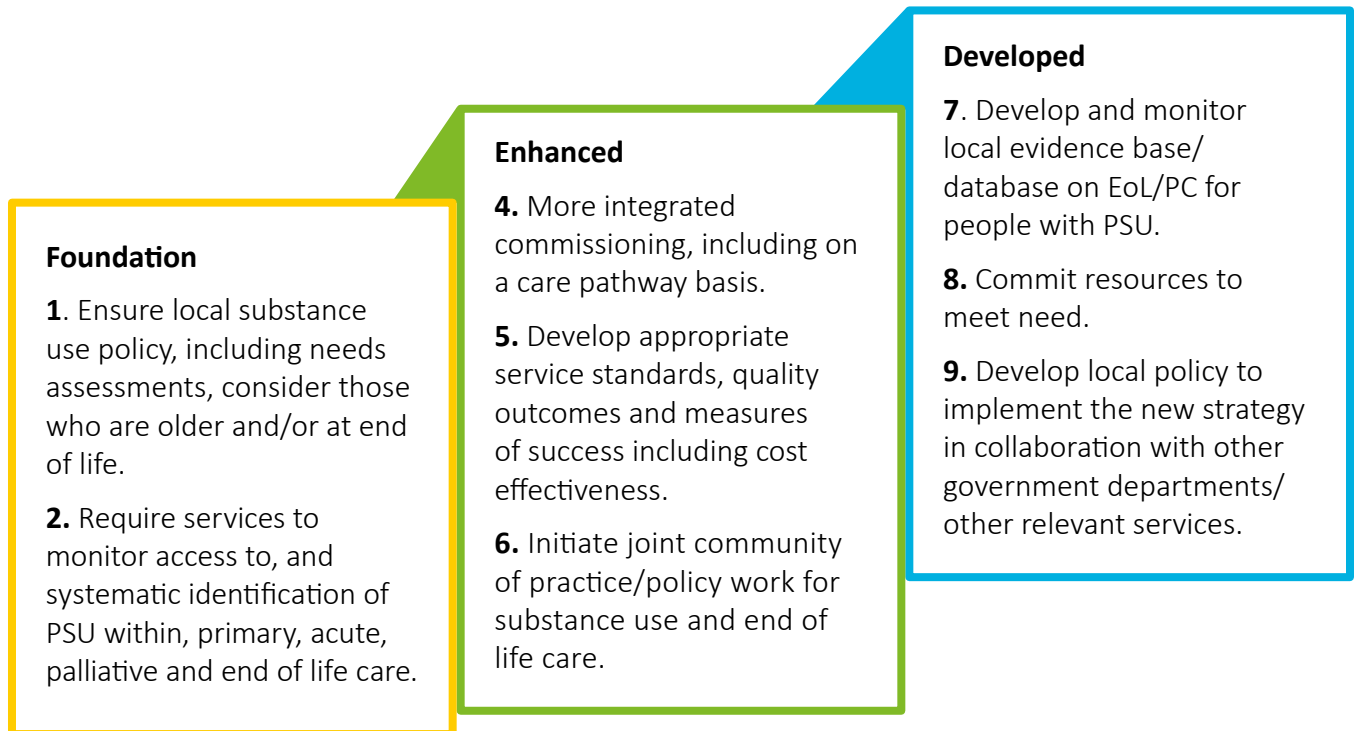 Foundation
1. Ensure local substance
use policy, including needs
assessments, consider those
who are older and/or at end
of life.
2. Require services to
monitor access to, and
systematic identification of
PSU within, primary, acute,
palliative and end of life care.
Enhanced
4. More integrated
commissioning, including on
a care pathway basis.
5. Develop appropriate
service standards, quality
outcomes and measures
of success including cost
effectiveness.
6. Initiate joint community
of practice/policy work for
substance use and end of
life care.
Developed
7. Develop and monitor
local evidence base/
database on EoL/PC for
people with PSU.
8. Commit resources to
meet need.
9. Develop local policy to
implement the new strategy
in collaboration with other
government departments/
other relevant services.